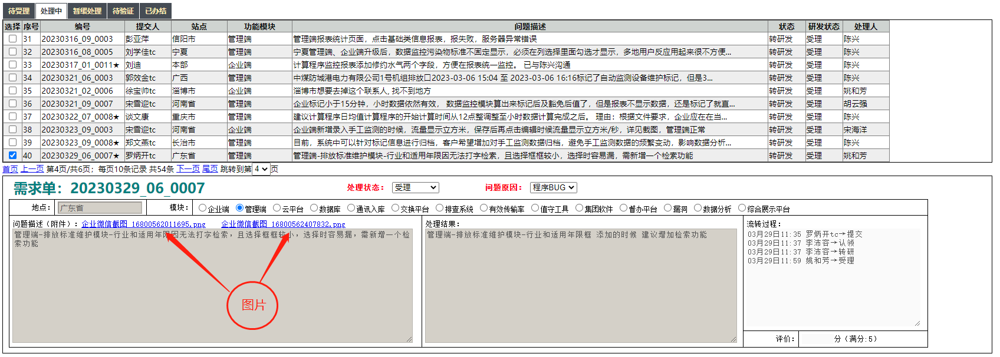 待受理 处理中 暂缓处理 待验证 已办结
选择 序号 编号 提交人 站点 功能模块 问题描述 状态 研发状态 处理人
31 20230316_09_0003 彭亚萍 信阳市 管理端 管理端报表统计页面，点击基础类信息报表，报失败，服务器异常错误 转研发 受理 陈兴
32 20230316_08_0005 刘学佳tc 宁夏 管理端 宁夏管理端、企业端升级后，数据监控污染物标准不固定显示，必须在列选择里面勾选才显示，多地用户反应用起来很不方便... 转研发 受理 陈兴
33 20230317_01_0011★ 刘迪 本部 企业端 计算程序监控报表添加修约水气两个字段，方便在报表统一监控。 已与陈兴沟通 转研发 受理 陈兴
34 20230321_06_0003 郭效金tc 广西 管理端 中煤防城港电力有限公司1号机组排放口2023-03-06 15:04 至 2023-03-06 16:16标记了自动监测设备维护标记，但是3... 转研发 受理 陈兴
35 20230321_02_0006 徐宝帅tc 淄博市 企业端 淄博市想要去掉这个联系人, 找不到地方 转研发 受理 姚和芳
36 20230321_09_0007 宋雪迎tc 河南省 管理端 企业标记小于15分钟，小时数据依然有效， 数据监控模块算出来标记后及豁免后值了，但是报表不显示数据，还是标记了就直... 转研发 受理 胡云强
37 20230322_07_0008★ 谈文康 重庆市 管理端 建议计算程序日均值计算程序的开始计算时间从12点整调整至小时数据计算完成之后。 理由：根据文件要求，企业应在在当... 转研发 受理 陈兴
38 20230323_09_0003 宋雪迎tc 河南省 企业端 企业端新增录入手工监测的时候，流量显示立方米，保存后再点击编辑时候流量显示立方米/秒，详见截图，管理端正常 转研发 受理 宋海洋
39 20230323_09_0008★ 郑文燕tc 长治市 管理端 目前，系统中可以针对标记信息进行归档，客户希望增加对手工监测数据归档，避免手工监测数据的频繁变动，影响数据分析... 转研发 受理 陈兴
40 20230329_06_0007★ 罗炳开tc 广东省 管理端 管理端-排放标准维护模块-行业和适用年限因无法打字检索，且选择框框较小，选择时容易漏，需新增一个检索功能 转研发 受理 姚和芳
首页 上一页 第4页/共6页；每页10条记录 共54条 下一页 尾页 跳转到第 4 页
需求单：20230329_06_0007 处理状态： 受理 问题原因： 程序BUG
地点： 广东省 模块： 企业端 管理端 云平台 数据库 通讯入库 交换平台 排查系统 有效传输率 值守工具 集团软件 督办平台 漏洞 数据分析 综合展示平台
问题描述（附件）： 企业微信截图_16800562011695.png 企业微信截图_16800562407832.png
管理端-排放标准维护模块-行业和适用年限因无法打字检索，且选择框框较小，选择时容易漏，需新增一个检
索功能
图片
处理结果：
管理端-排放标准维护模块-行业和适用年限框 添加的时候 建议增加检索功能
流转过程：
03月29日11:35 罗炳开tc→提交
03月29日11:37 李沛容→认领
03月29日11:37 李沛容→转研
03月29日11:59 姚和芳→受理
评价： 分（满分:5）